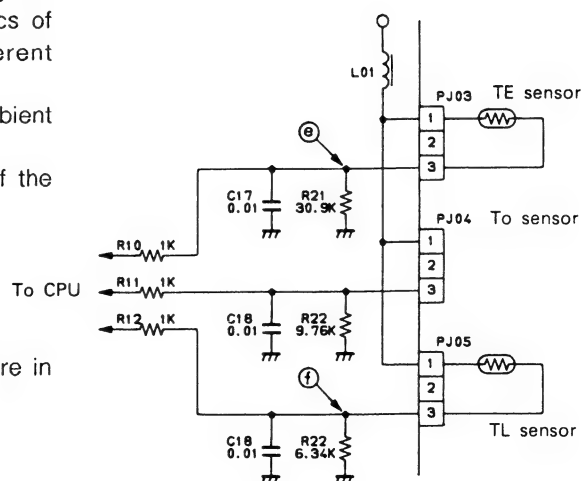 cs of
erent
bient
f the
re in
L01
PJ03
TE sensor
1
2
3
e
C17
0.01
R21
30.9K
PJ04
To sensor
1
2
3
R10
1K
To CPU
R11
1K
R12
1K
C18
0.01
R22
9.76K
PJ05
1
2
3
f
C18
0.01
R22
6.34K
TL sensor